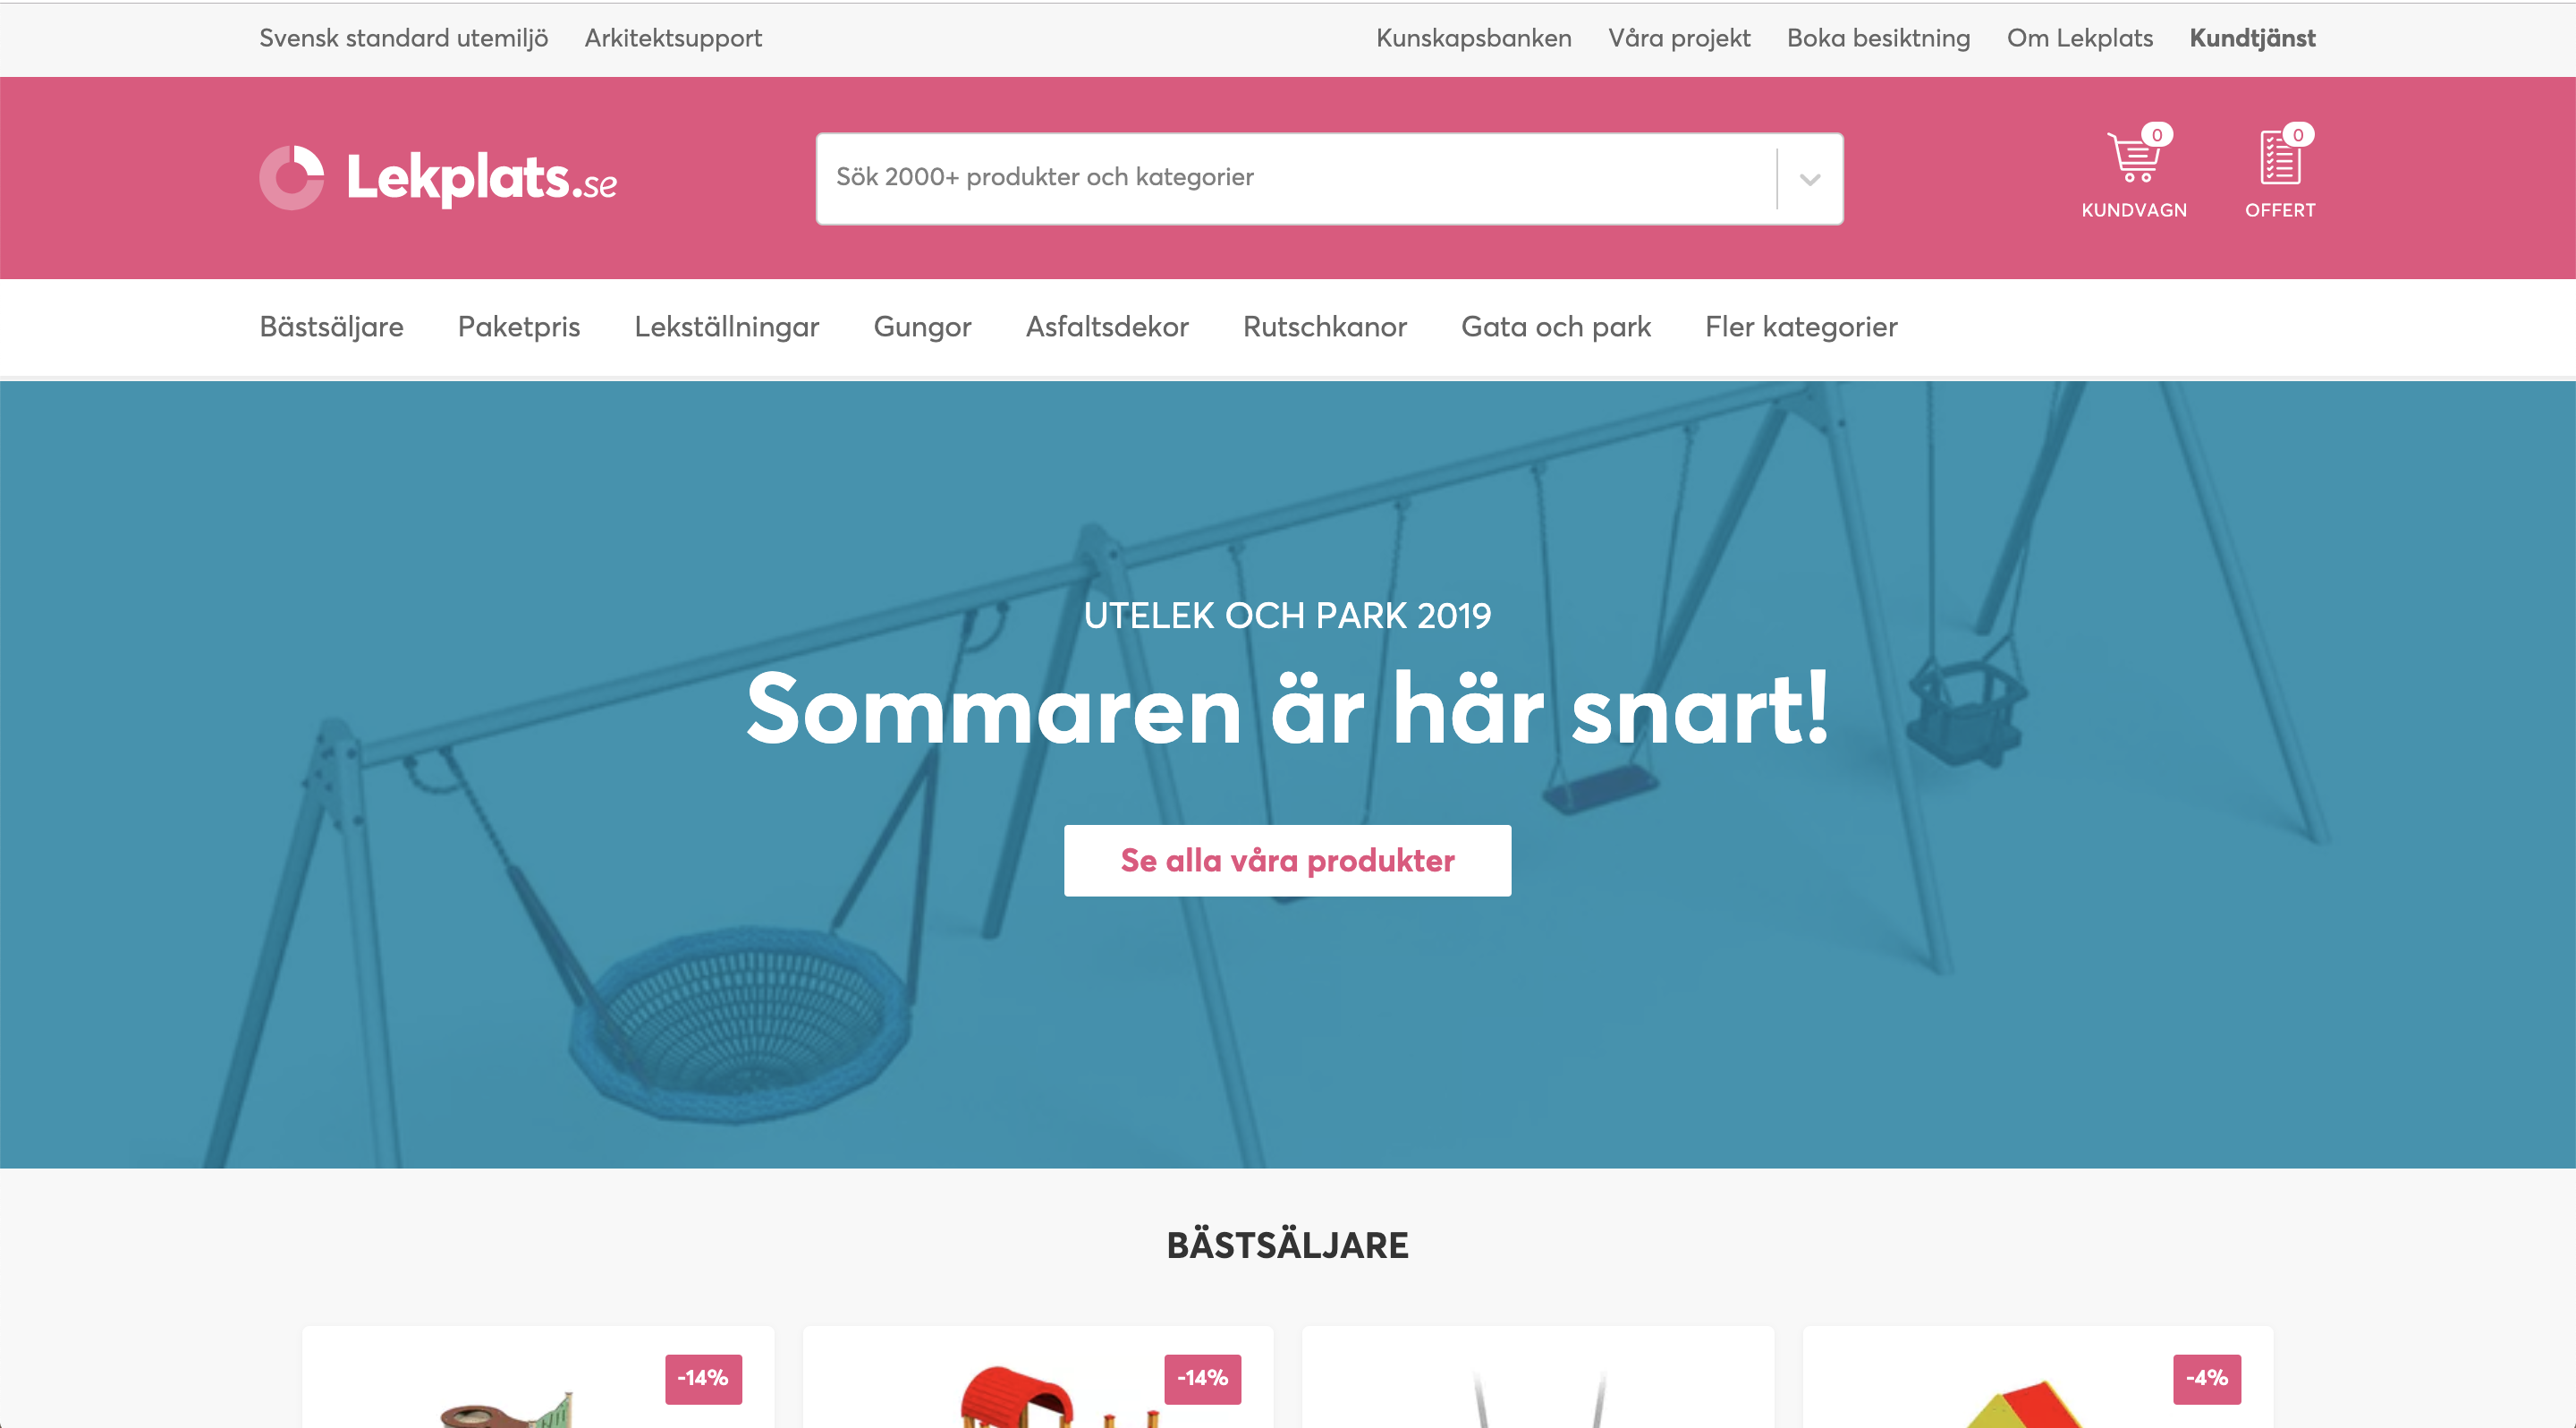 Svensk standard utemiljö Arkitektsupport Kunskapsbanken Våra projekt Boka besiktning Om Lekplats Kundtjänst
Lekplats.se
Sök 2000+ produkter och kategorier
0
KUNDVAGN
0
OFFERT
Bästsäljare Paketpris Lekställningar Gungor Asfaltsdekor Rutschkanor Gata och park Fler kategorier
UTELEK OCH PARK 2019
Sommaren är här snart!
Se alla våra produkter
BÄSTSÄLJARE
-14%
-14%
-4%